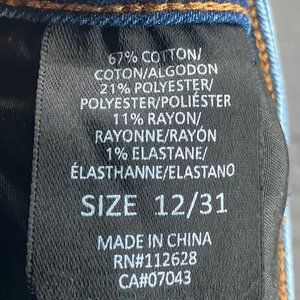 67% COTTON/
COTON/ALGODON
21% POLYESTER/
POLYESTER/POLIÉSTER
11% RAYON/
RAYONNE/RAYÓN
1% ELASTANE/
ÉLASTHANNE/ELASTANO
SIZE 12/31
MADE IN CHINA
RN#112628
CA#07043